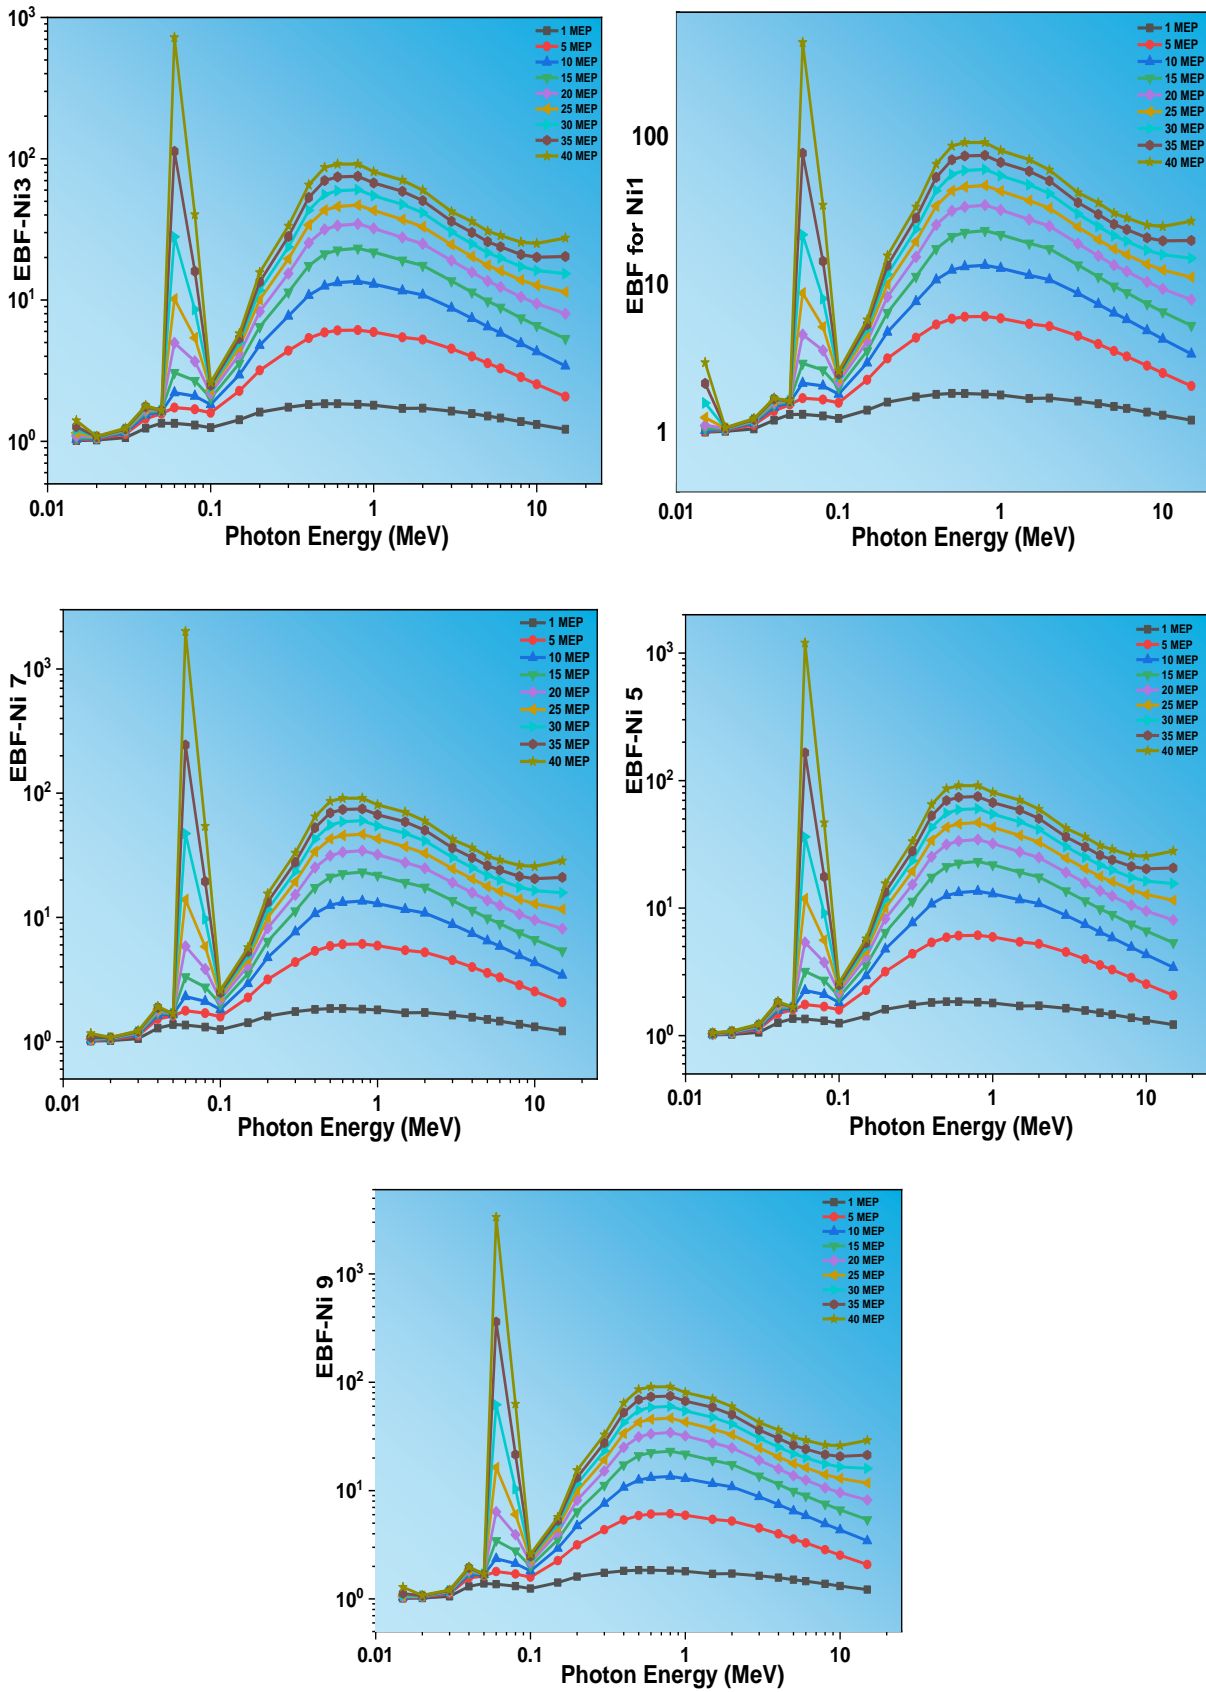 EBF-Ni3
10³
10²
10¹
10⁰
0.01 0.1 1 10
Photon Energy (MeV)
1 MEP
5 MEP
10 MEP
15 MEP
20 MEP
25 MEP
30 MEP
35 MEP
40 MEP
EBF for Ni1
100
10
1
0.01 0.1 1 10
Photon Energy (MeV)
1 MEP
5 MEP
10 MEP
15 MEP
20 MEP
25 MEP
30 MEP
35 MEP
40 MEP
EBF-Ni 7
10³
10²
10¹
10⁰
0.01 0.1 1 10
Photon Energy (MeV)
1 MEP
5 MEP
10 MEP
15 MEP
20 MEP
25 MEP
30 MEP
35 MEP
40 MEP
EBF-Ni 5
10³
10²
10¹
10⁰
0.01 0.1 1 10
Photon Energy (MeV)
1 MEP
5 MEP
10 MEP
15 MEP
20 MEP
25 MEP
30 MEP
35 MEP
40 MEP
EBF-Ni 9
10³
10²
10¹
10⁰
0.01 0.1 1 10
Photon Energy (MeV)
1 MEP
5 MEP
10 MEP
15 MEP
20 MEP
25 MEP
30 MEP
35 MEP
40 MEP